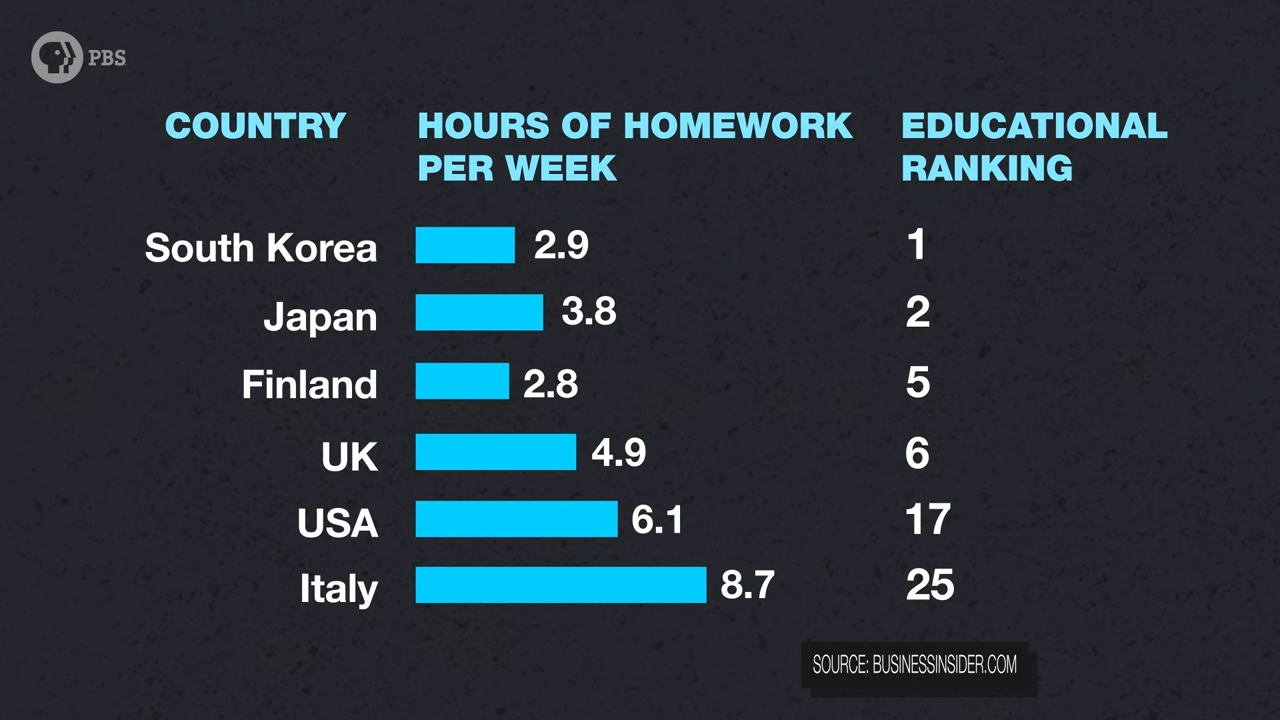 PBS
COUNTRY HOURS OF HOMEWORK PER WEEK EDUCATIONAL RANKING
South Korea 2.9 1
Japan 3.8 2
Finland 2.8 5
UK 4.9 6
USA 6.1 17
Italy 8.7 25
SOURCE: BUSINESSINSIDER.COM